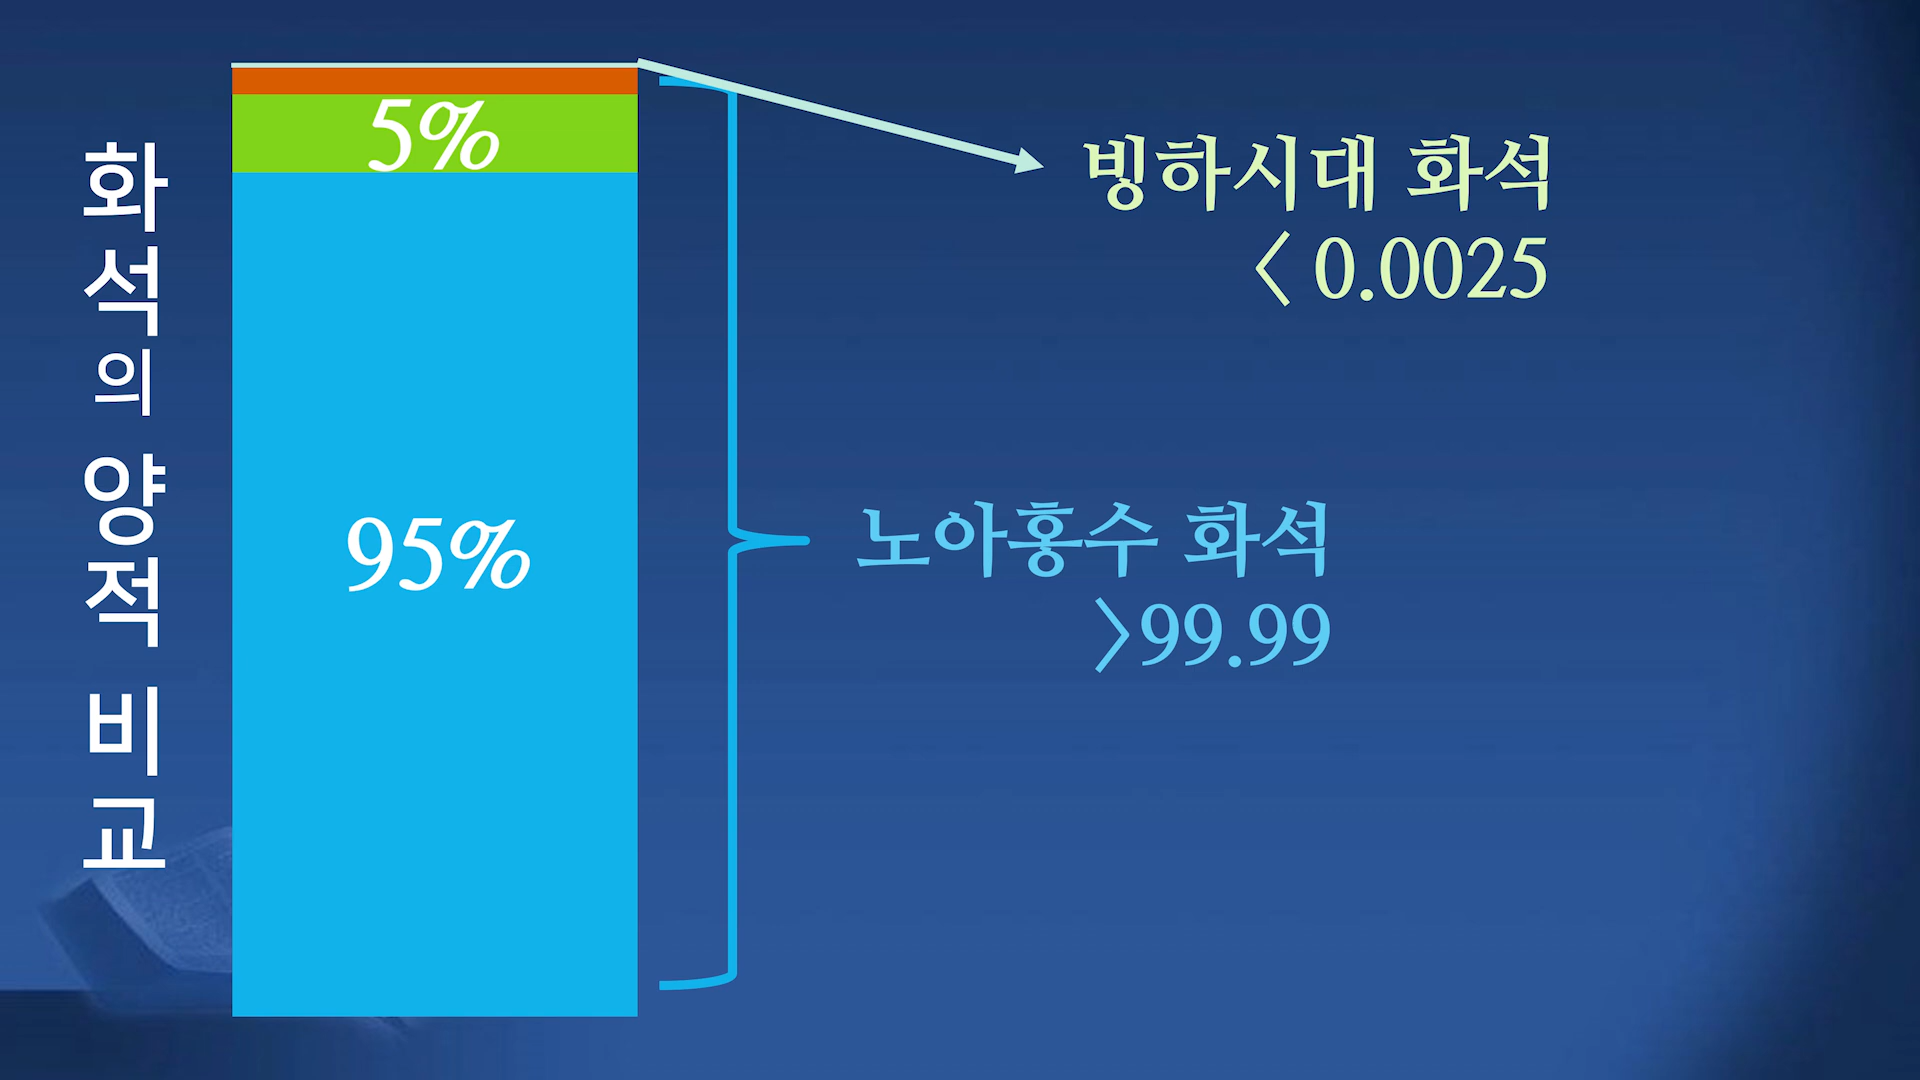 화석의 양적 비교
5%
95%
빙하시대 화석
< 0.0025
노아홍수 화석
>99.99